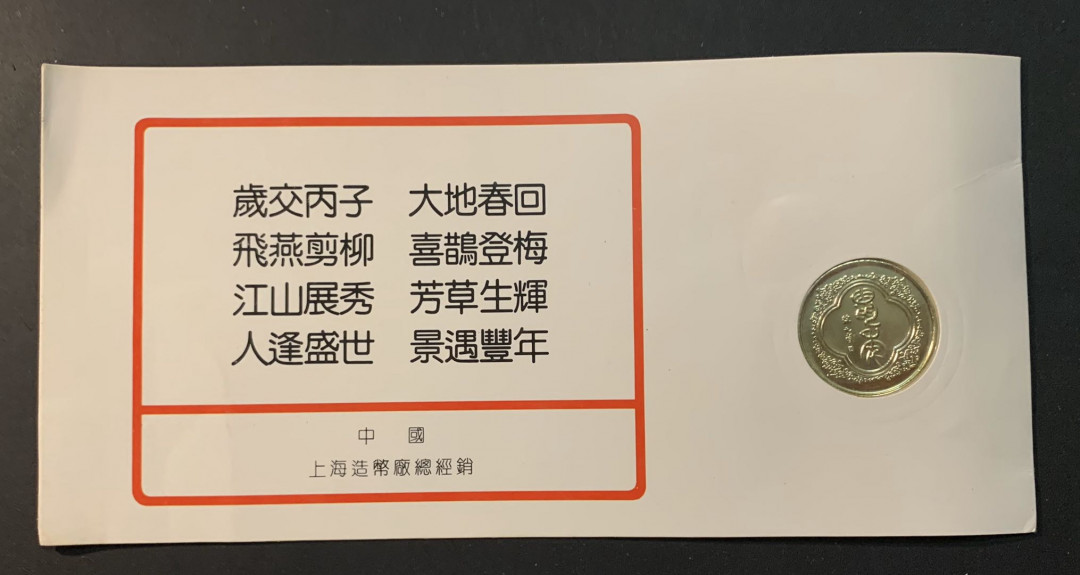 歲交丙子 大地春回
飛燕剪柳 喜鵲登梅
江山展秀 芳草生輝
人逢盛世 景遇豐年
中國
上海造幣廠總經銷